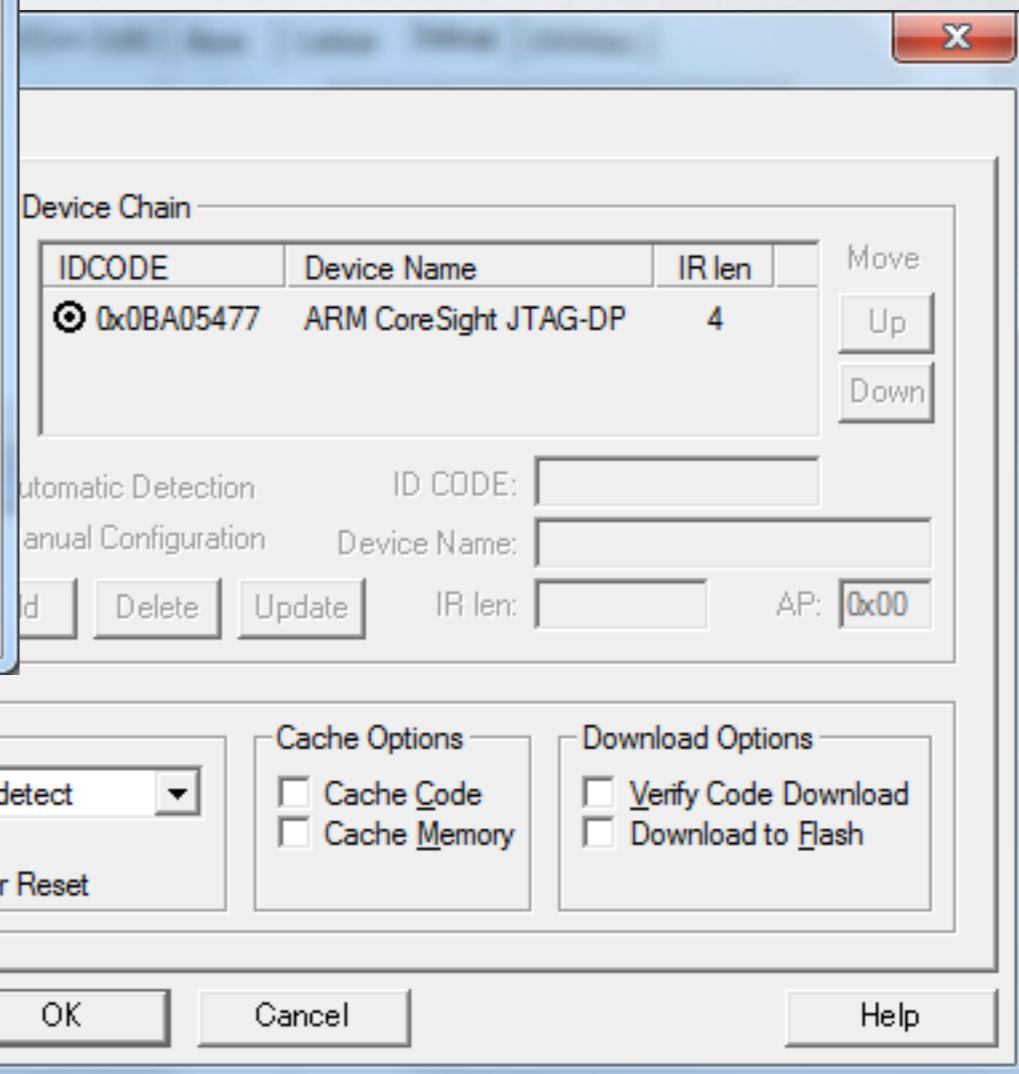 Device Chain
IDCODE Device Name IR len
0x0BA05477 ARM CoreSight JTAG-DP 4
Move
Up
Down
utomatic Detection ID CODE:
anual Configuration Device Name:
ld Delete Update IR len: AP: 0x00
Cache Options Download Options
detect Cache Code Verify Code Download
Cache Memory Download to Flash
r Reset
OK Cancel Help